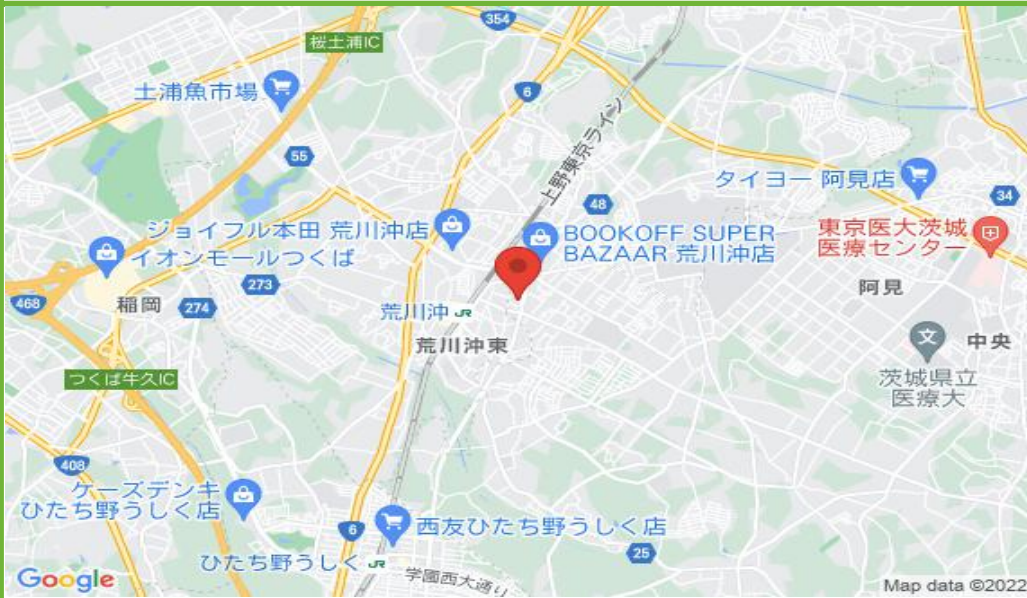 354
桜土浦IC
土浦魚市場
6
上野東京ライン
55
タイヨー 阿見店
48
34
ジョイフル本田 荒川沖店
BOOKOFF SUPER
BAZAAR 荒川沖店
東京医大茨城
医療センター
イオンモールつくば
273
阿見
468
稲岡
274
荒川沖 JR
荒川沖東
文
中央
つくば牛久IC
茨城県立
医療大
408
ケーズデンキ
ひたち野うしく店
6
西友ひたち野うしく店
25
ひたち野うしく JR
学園西大通り
Google
Map data ©2022